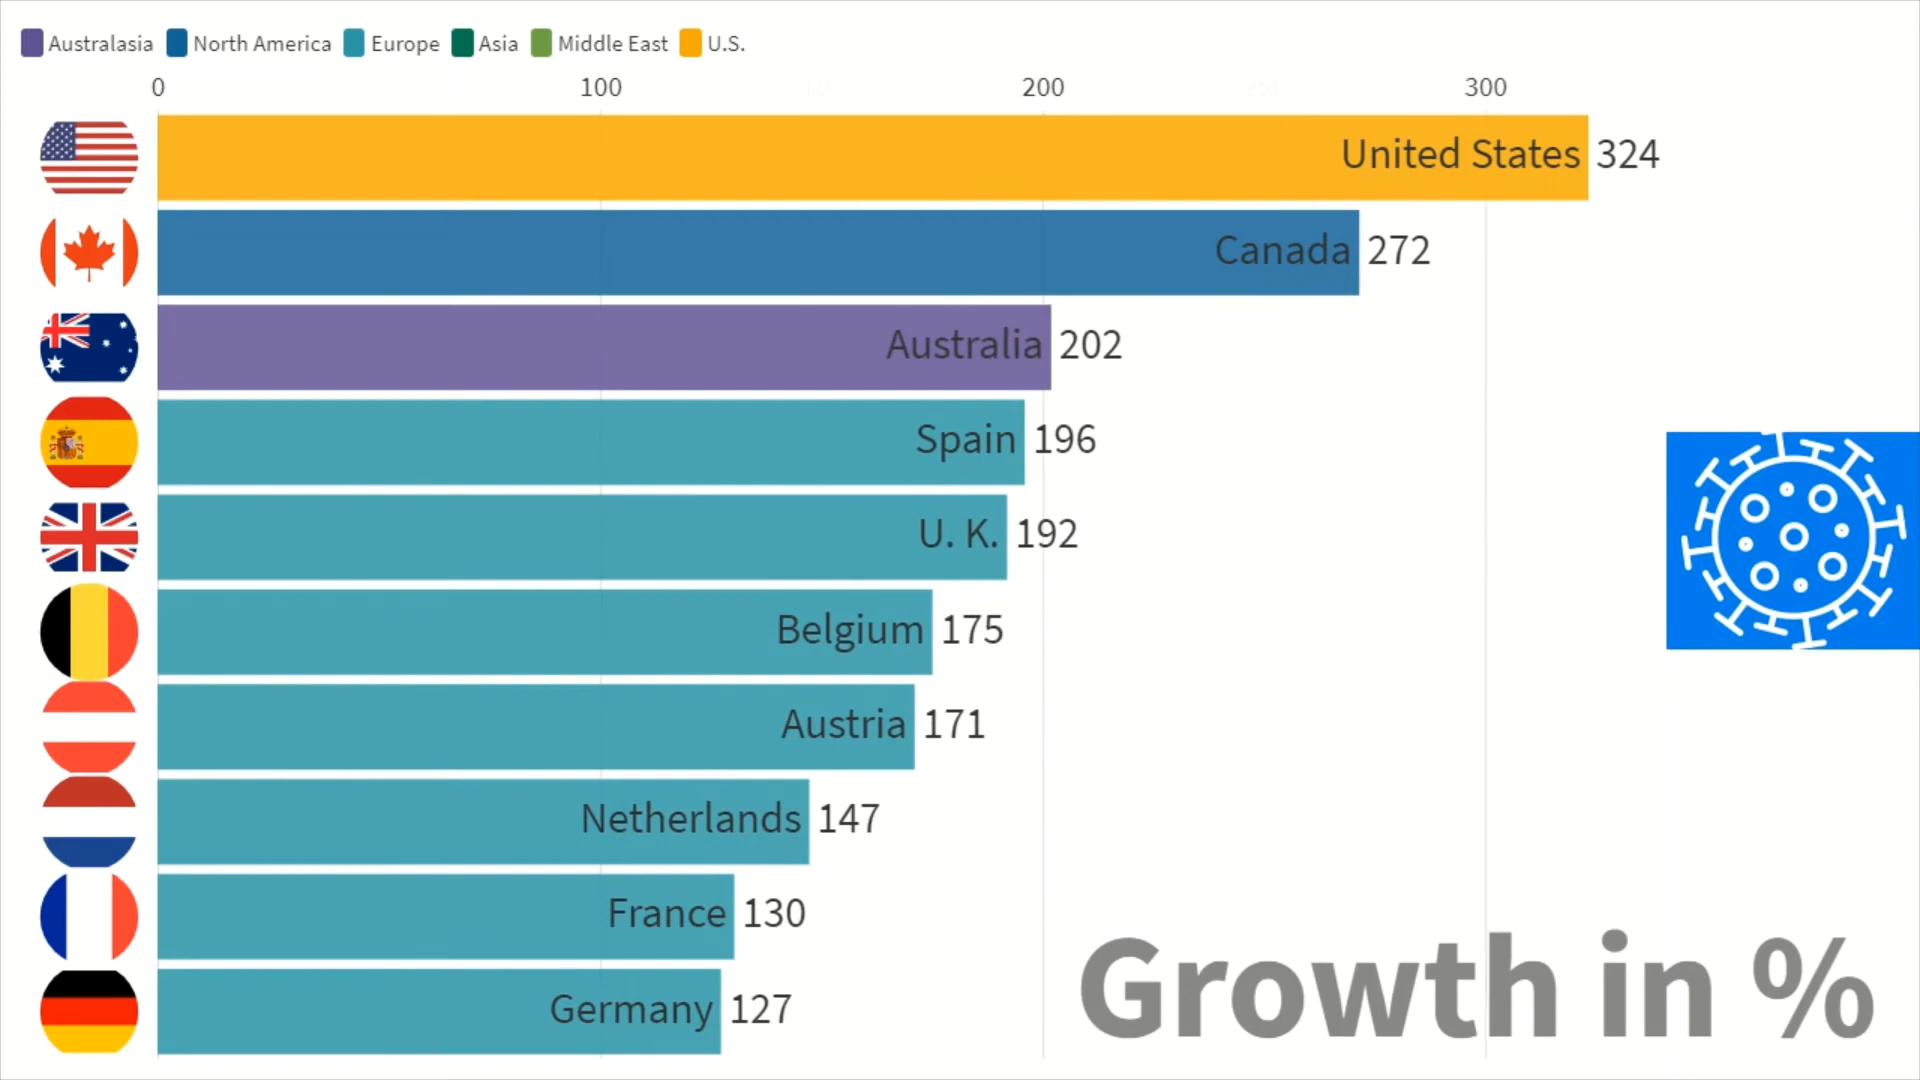 Australasia North America Europe Asia Middle East U.S.
0 100 200 300
United States 324
Canada 272
Australia 202
Spain 196
U. K. 192
Belgium 175
Austria 171
Netherlands 147
France 130
Germany 127
Growth in %